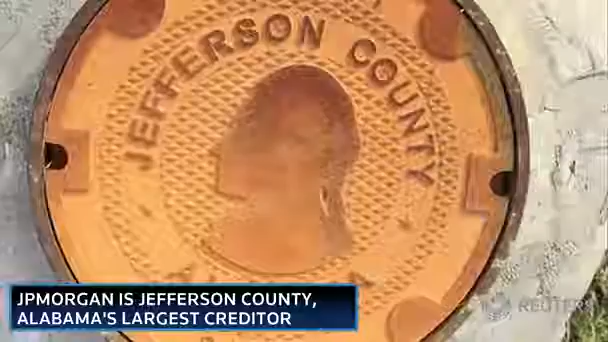 JEFFERSON COUNTY
REUTERS
JPMORGAN IS JEFFERSON COUNTY,
ALABAMA'S LARGEST CREDITOR